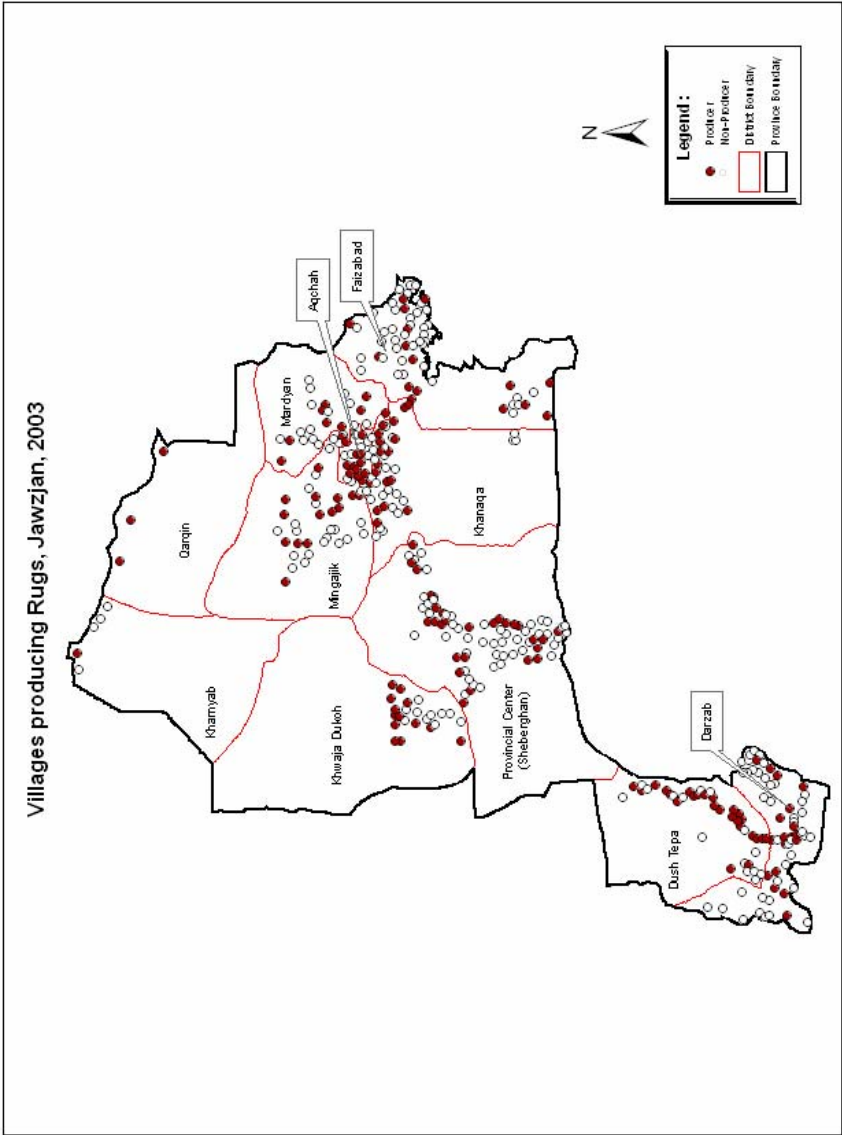 Villages producing Rugs, Jawzjan, 2003
Qarqin
Khamyab
Mardyan
Aqchah
Faizabad
Mingajik
Khwaja Dukoh
Khanaqa
Provincial Center
(Sheberghan)
Darzab
Dush Tepa
N
Legend :
Producer
Non-Producer
District Boundary
Province Boundary